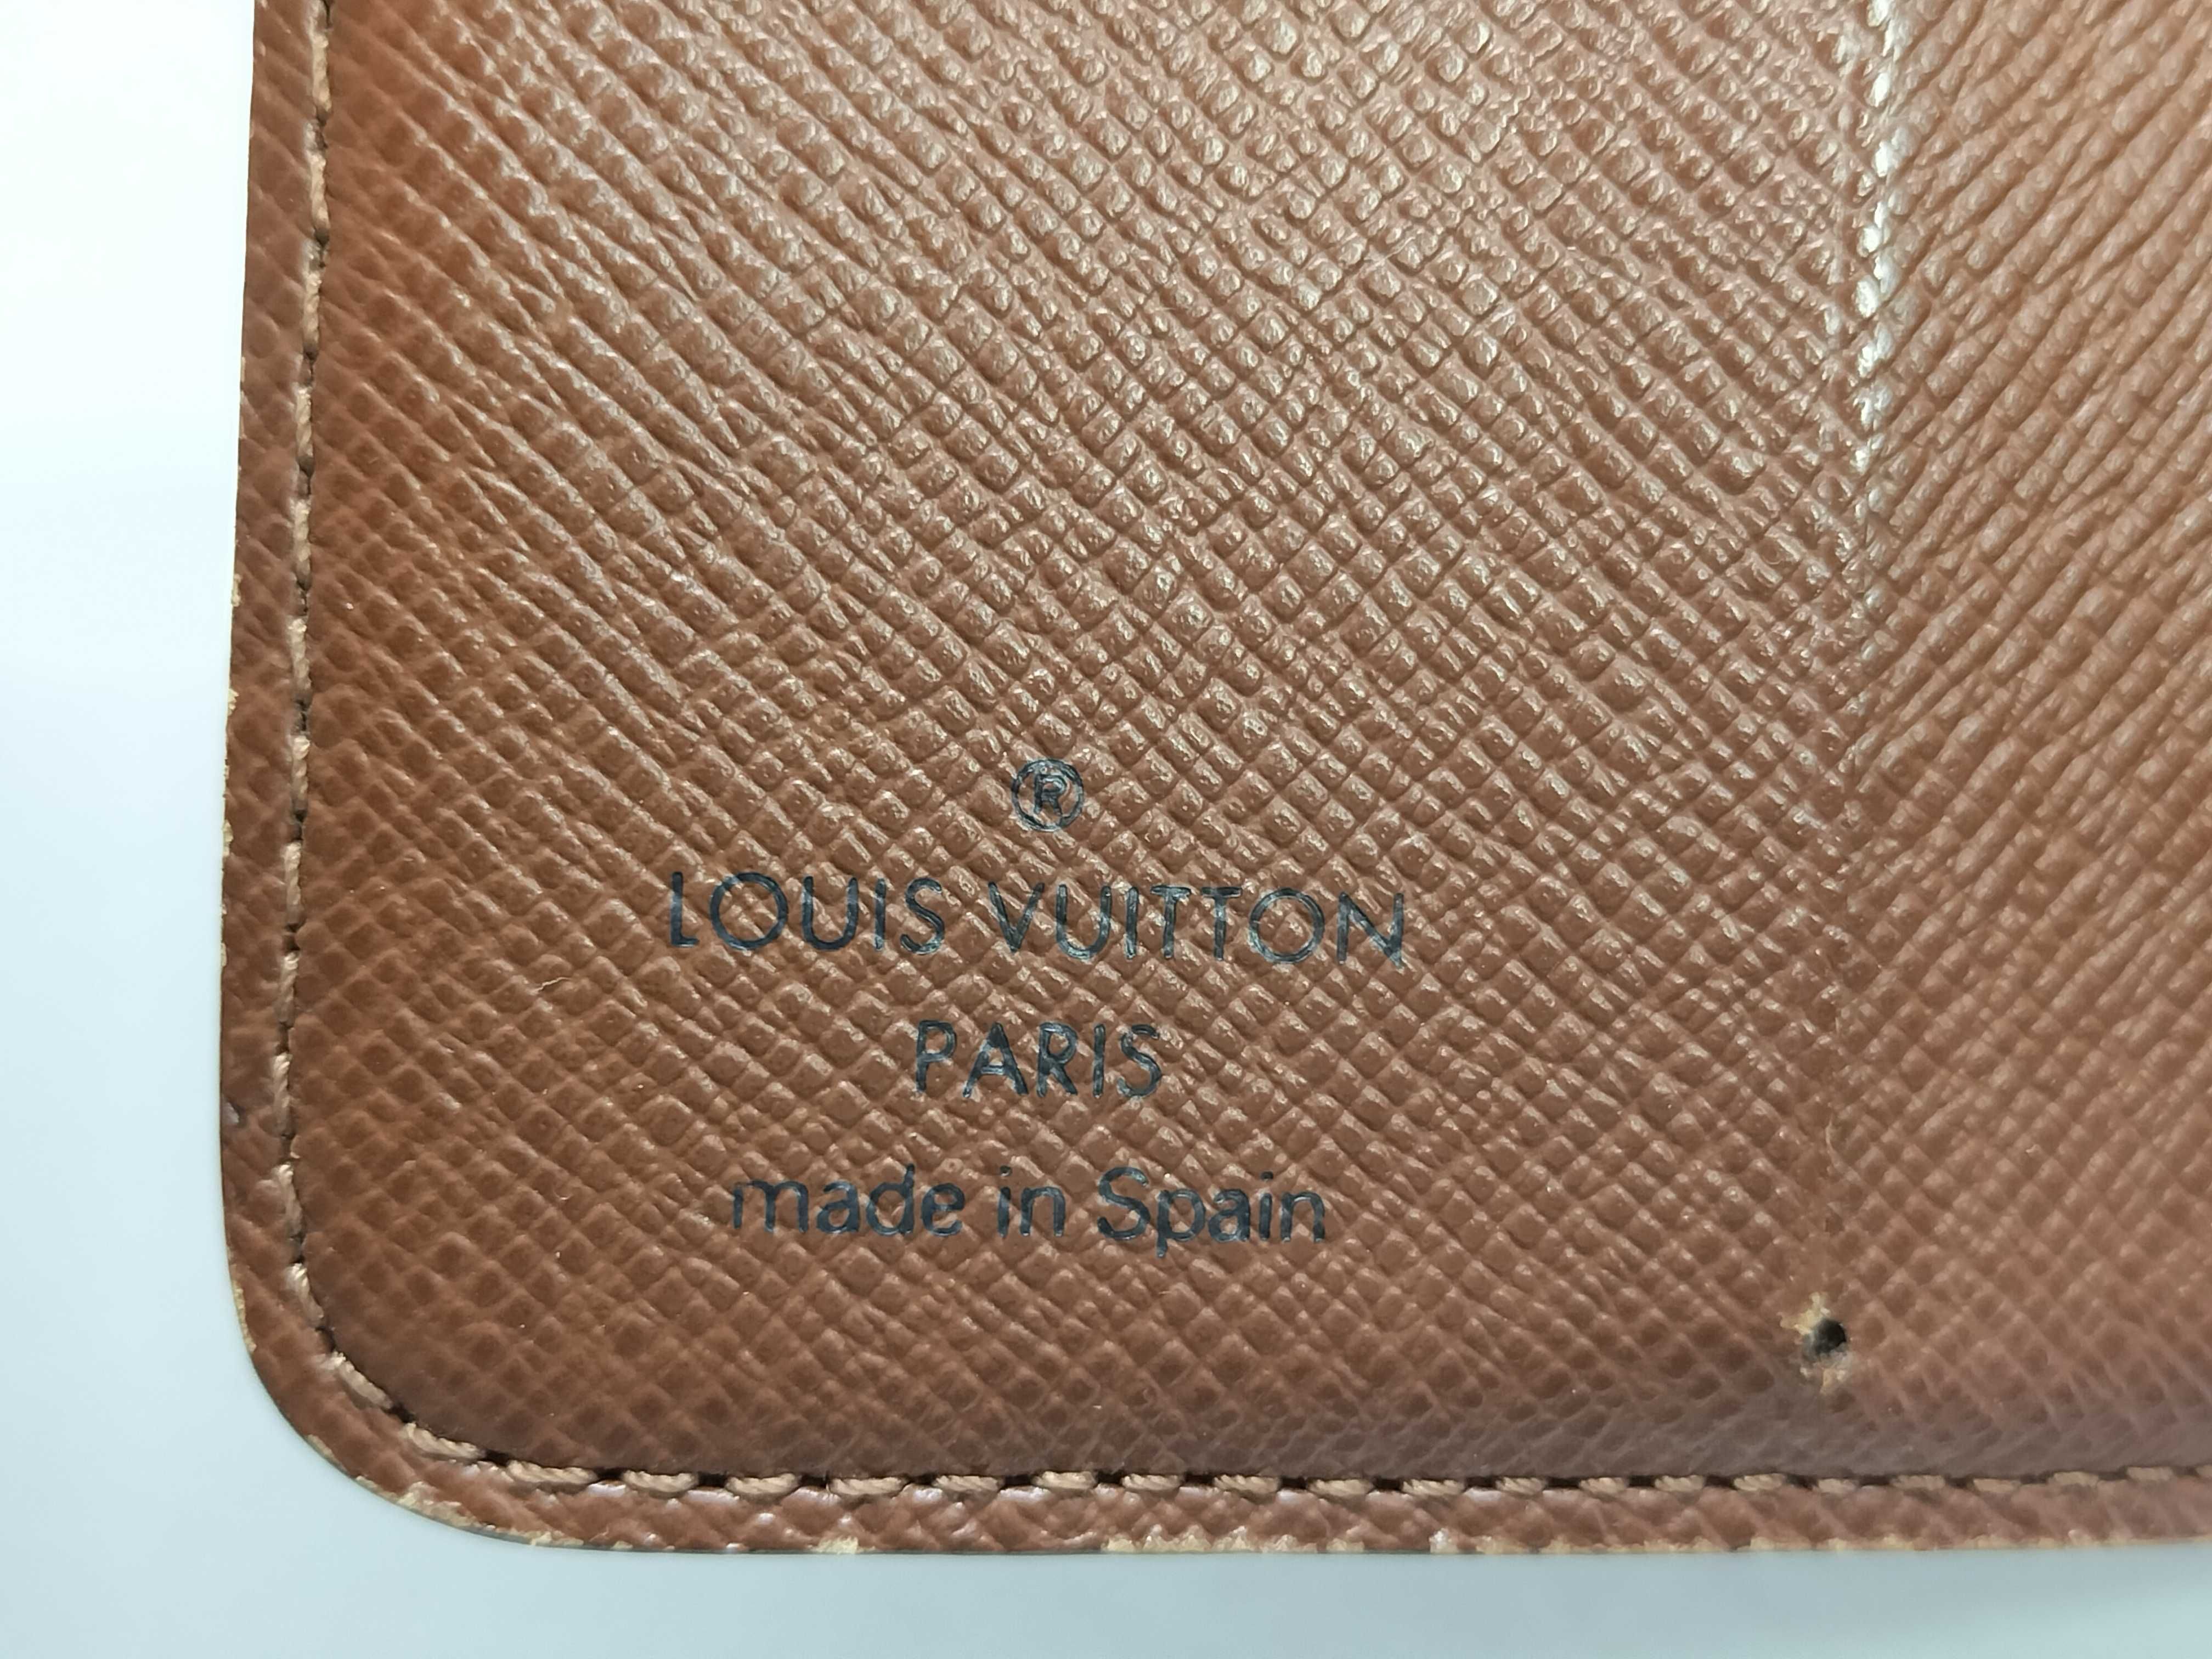 ®
LOUIS VUITTON
PARIS
made in Spain